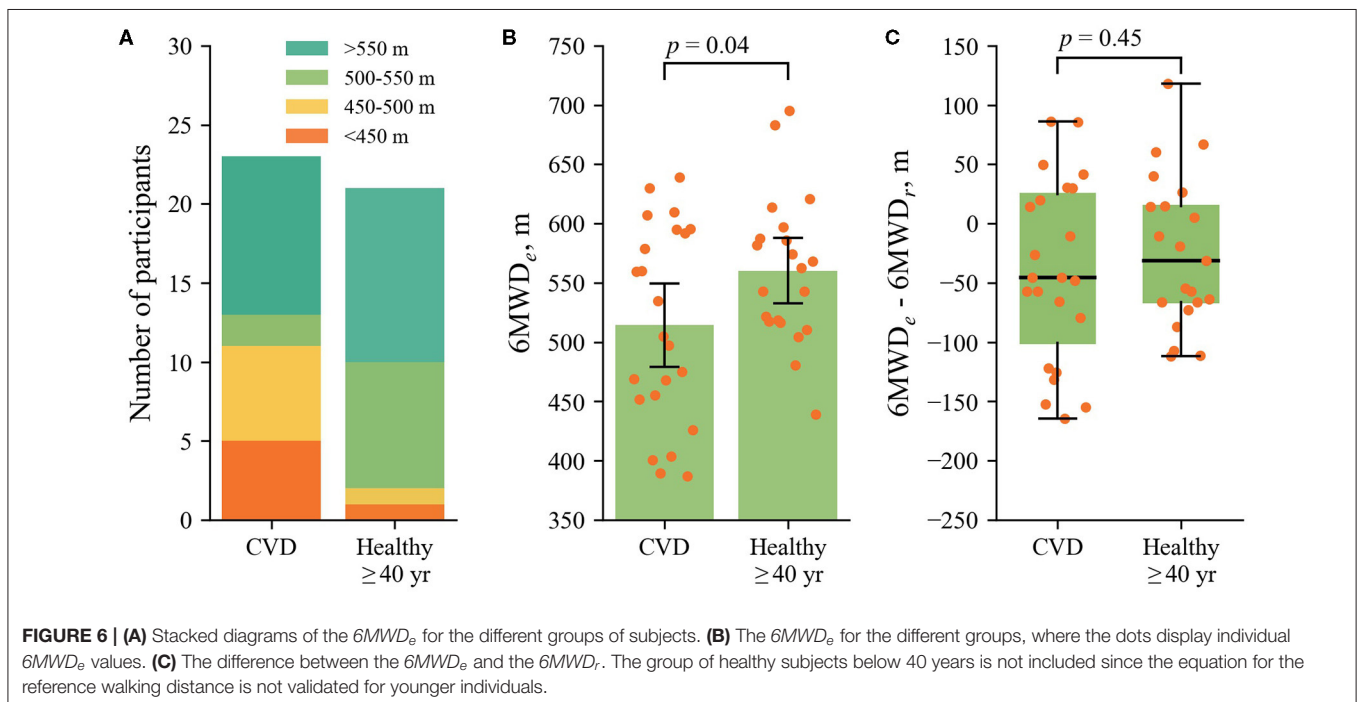 A
30
25
20
15
10
5
0
Number of participants
>550 m
500-550 m
450-500 m
<450 m
CVD
Healthy
≥ 40 yr
B
750
700
650
600
550
500
450
400
350
6MWDe, m
p = 0.04
CVD
Healthy
≥ 40 yr
C
150
100
50
0
−50
−100
−150
−200
−250
6MWDe - 6MWDr, m
p = 0.45
CVD
Healthy
≥ 40 yr
FIGURE 6 | (A) Stacked diagrams of the 6MWDe for the different groups of subjects. (B) The 6MWDe for the different groups, where the dots display individual
6MWDe values. (C) The difference between the 6MWDe and the 6MWDr. The group of healthy subjects below 40 years is not included since the equation for the
reference walking distance is not validated for younger individuals.